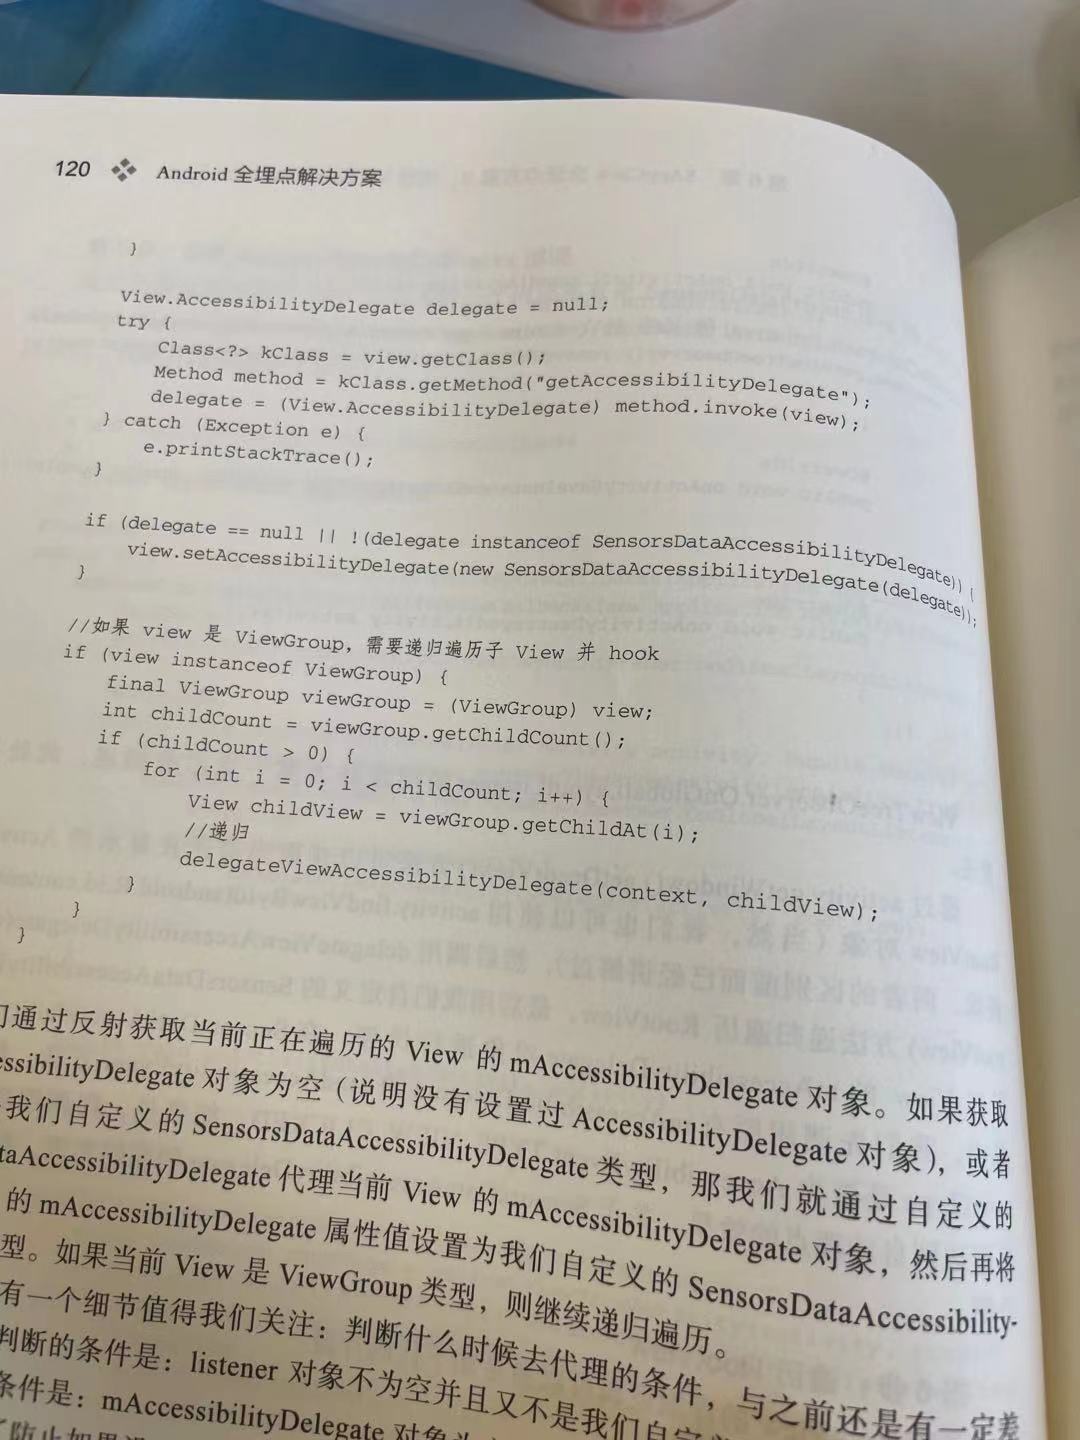 120 Android 全埋点解决方案
}
View.AccessibilityDelegate delegate = null;
try {
Class<?> kClass = view.getClass();
Method method = kClass.getMethod("getAccessibilityDelegate");
delegate = (View.AccessibilityDelegate) method.invoke(view);
} catch (Exception e) {
e.printStackTrace();
}
if (delegate == null || !(delegate instanceof SensorsDataAccessibilityDelegate)) {
view.setAccessibilityDelegate(new SensorsDataAccessibilityDelegate(delegate));
}
//如果 view 是 ViewGroup，需要递归遍历子 View 并 hook
if (view instanceof ViewGroup) {
final ViewGroup viewGroup = (ViewGroup) view;
int childCount = viewGroup.getChildCount();
if (childCount > 0) {
for (int i = 0; i < childCount; i++) {
View childView = viewGroup.getChildAt(i);
//递归
delegateViewAccessibilityDelegate(context, childView);
}
}
}
通过反射获取当前正在遍历的 View 的 mAccessibilityDelegate 对象。如果获取
essibilityDelegate 对象为空（说明没有设置过 AccessibilityDelegate 对象），或者
我们自定义的 SensorsDataAccessibilityDelegate 类型，那我们就通过自定义的
taAccessibilityDelegate 代理当前 View 的 mAccessibilityDelegate 对象，然后再将
的 mAccessibilityDelegate 属性值设置为我们自定义的 SensorsDataAccessibility-
型。如果当前 View 是 ViewGroup 类型，则继续递归遍历。
有一个细节值得我们关注：判断什么时候去代理的条件，与之前还是有一定差
判断的条件是：listener 对象不为空并且又不是我们自定义
条件是：mAccessibilityDelegate 对象为